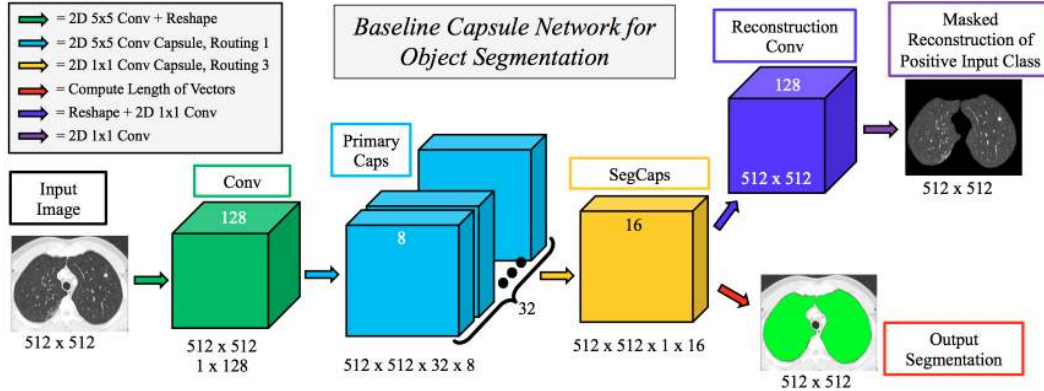 = 2D 5x5 Conv + Reshape
= 2D 5x5 Conv Capsule, Routing 1
= 2D 1x1 Conv Capsule, Routing 3
= Compute Length of Vectors
= Reshape + 2D 1x1 Conv
= 2D 1x1 Conv
Baseline Capsule Network for
Object Segmentation
Input
Image
512 x 512
Conv
128
512 x 512
1 x 128
Primary
Caps
8
32
512 x 512 x 32 x 8
SegCaps
16
512 x 512 x 1 x 16
Reconstruction
Conv
128
512 x 512
Masked
Reconstruction of
Positive Input Class
512 x 512
512 x 512
Output
Segmentation